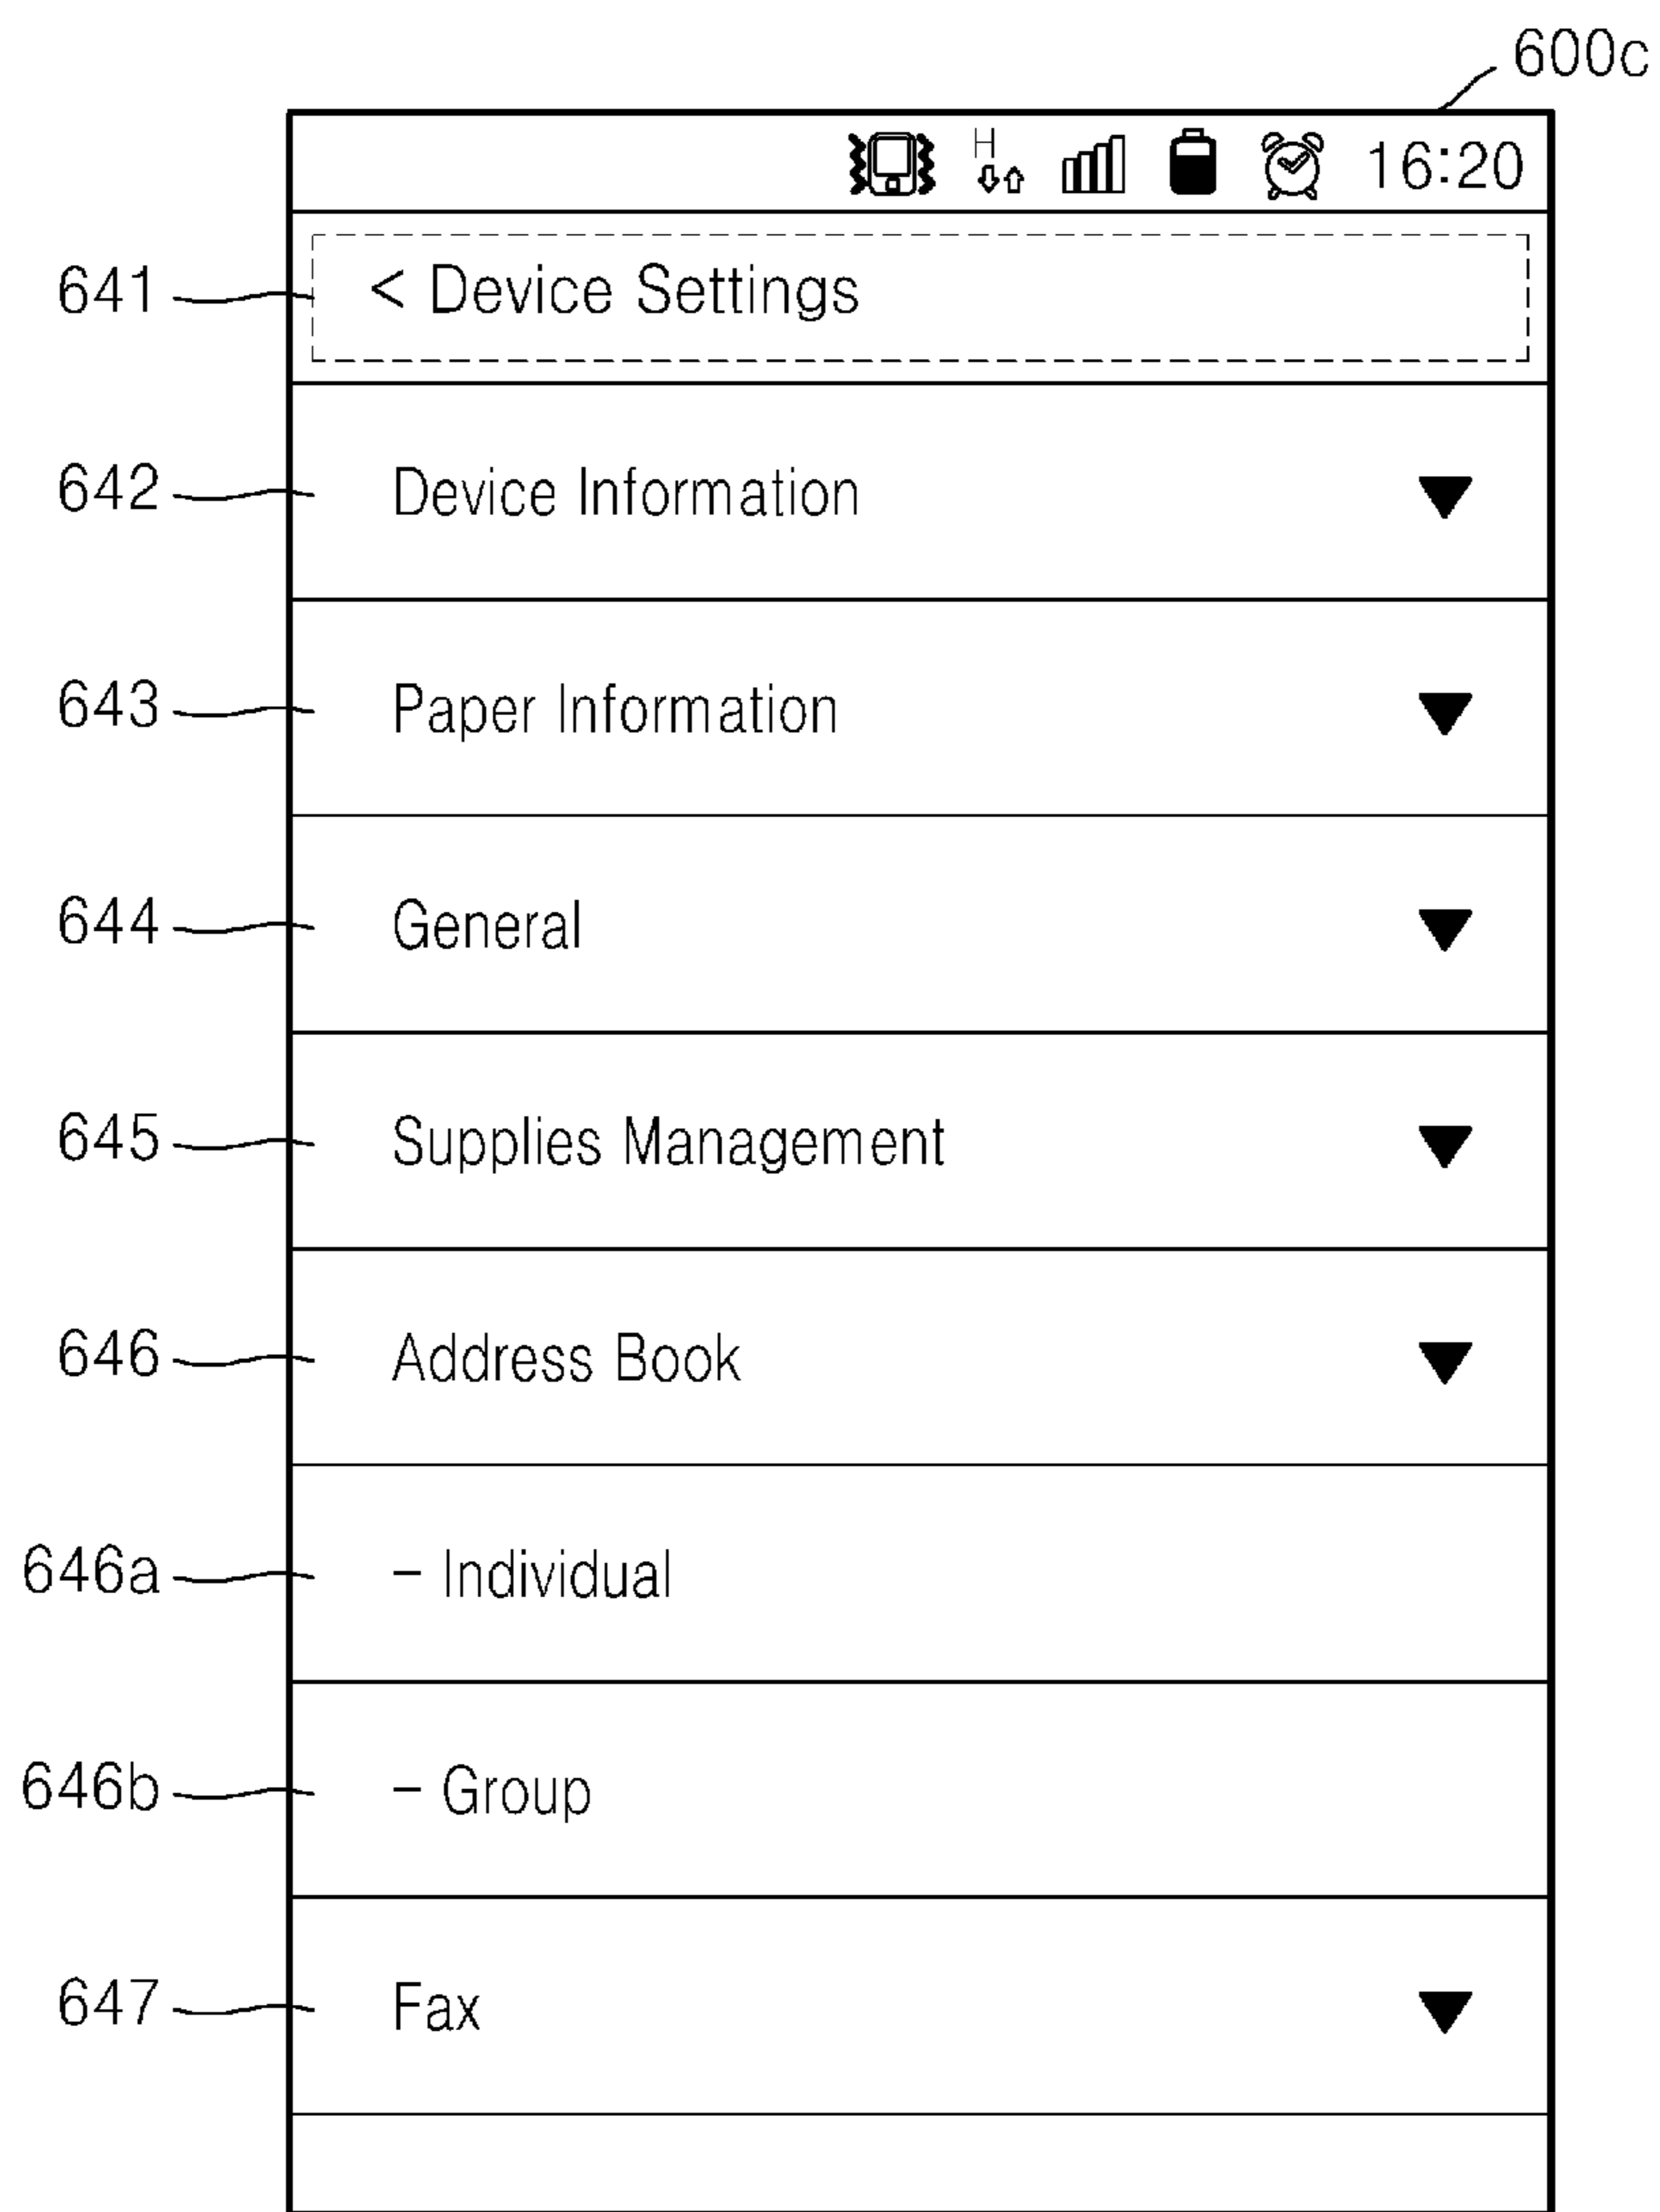 600c
H 16:20
641 < Device Settings
642 Device Information
643 Paper Information
644 General
645 Supplies Management
646 Address Book
646a – Individual
646b – Group
647 Fax